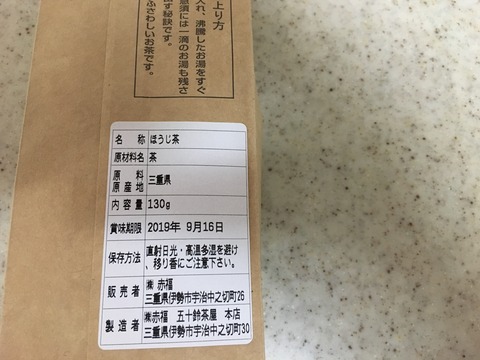 上り方
入れ、沸騰したお湯をすぐ
急須には一滴のお湯も残さ
す秘訣です。
ふさわしいお茶です。
名 称 ほうじ茶
原材料名 茶
原料原産地 三重県
内容量 130g
賞味期限 2019年 9月16日
保存方法 直射日光・高温多湿を避け
、移り香にご注意下さい。
販売者 ㈱ 赤福
三重県伊勢市宇治中之切町26
製造者 ㈱赤福 五十鈴茶屋 本店
三重県伊勢市宇治中之切町30